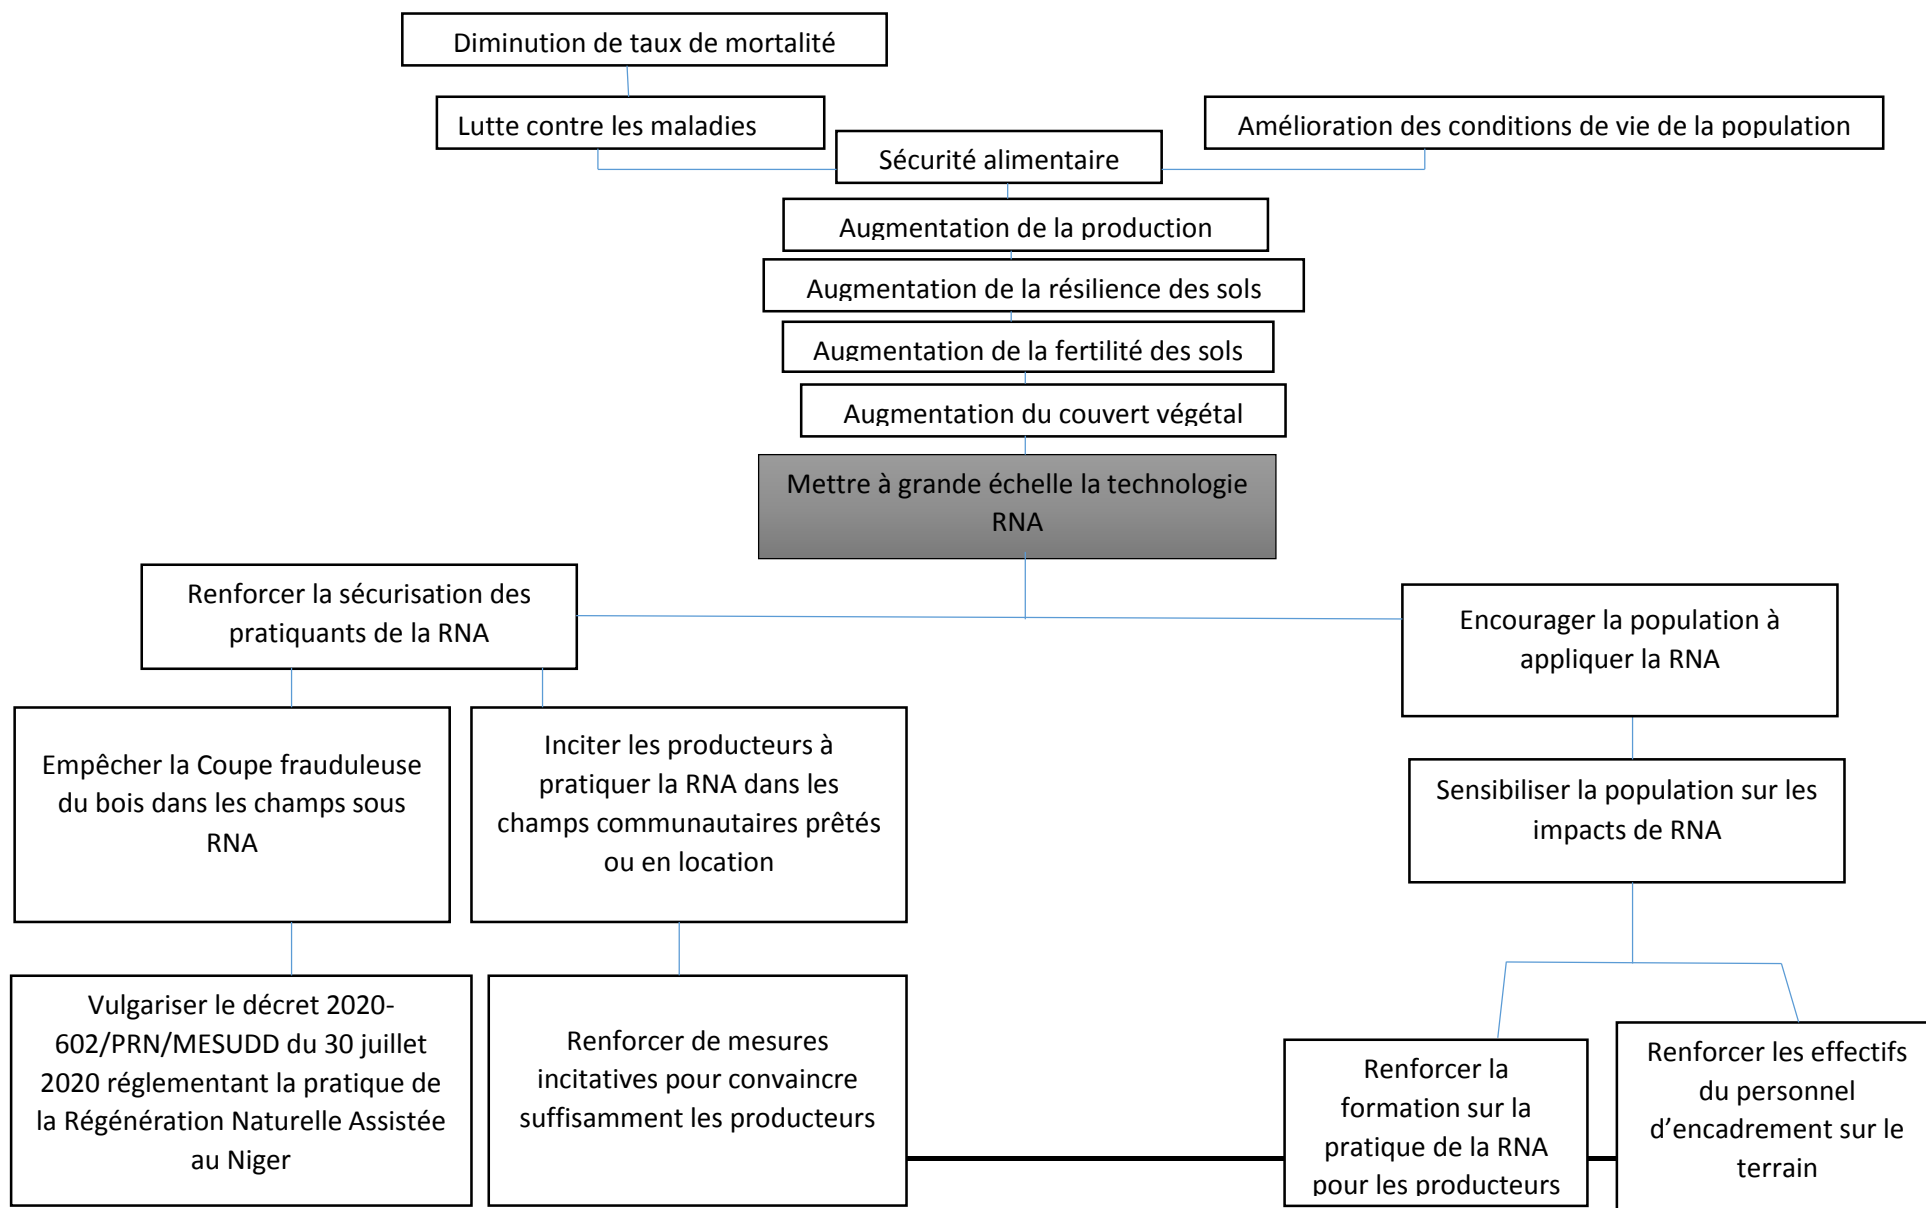 Diminution de taux de mortalité
Lutte contre les maladies
Amélioration des conditions de vie de la population
Sécurité alimentaire
Augmentation de la production
Augmentation de la résilience des sols
Augmentation de la fertilité des sols
Augmentation du couvert végétal
Mettre à grande échelle la technologie
RNA
Renforcer la sécurisation des
pratiquants de la RNA
Encourager la population à
appliquer la RNA
Empêcher la Coupe frauduleuse
du bois dans les champs sous
RNA
Inciter les producteurs à
pratiquer la RNA dans les
champs communautaires prêtés
ou en location
Sensibiliser la population sur les
impacts de RNA
Vulgariser le décret 2020-
602/PRN/MESUDD du 30 juillet
2020 réglementant la pratique de
la Régénération Naturelle Assistée
au Niger
Renforcer de mesures
incitatives pour convaincre
suffisamment les producteurs
Renforcer la
formation sur la
pratique de la RNA
pour les producteurs
Renforcer les effectifs
du personnel
d’encadrement sur le
terrain